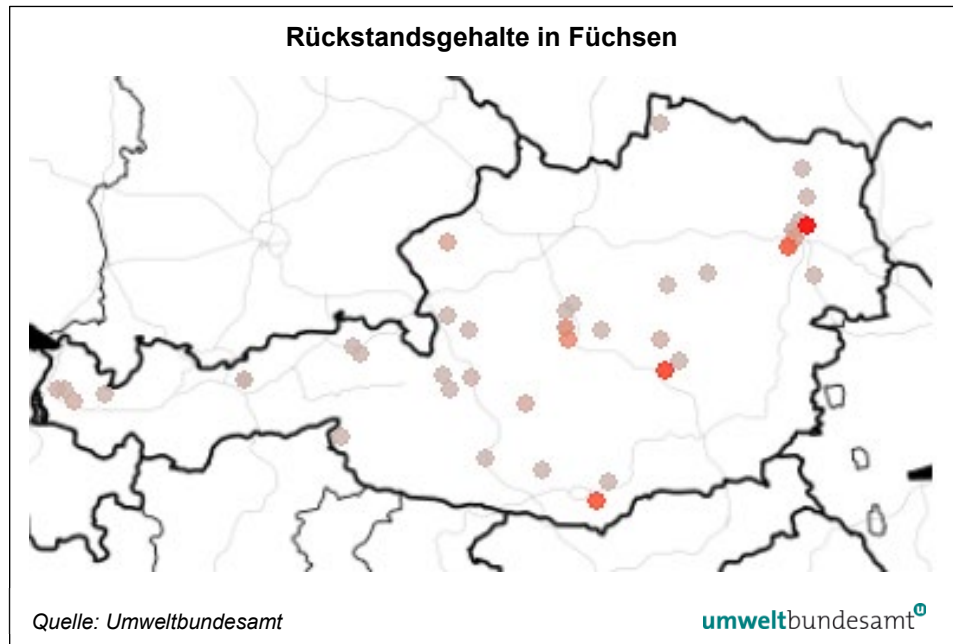 Rückstandsgehalte in Füchsen
Quelle: Umweltbundesamt
umweltbundesamt u